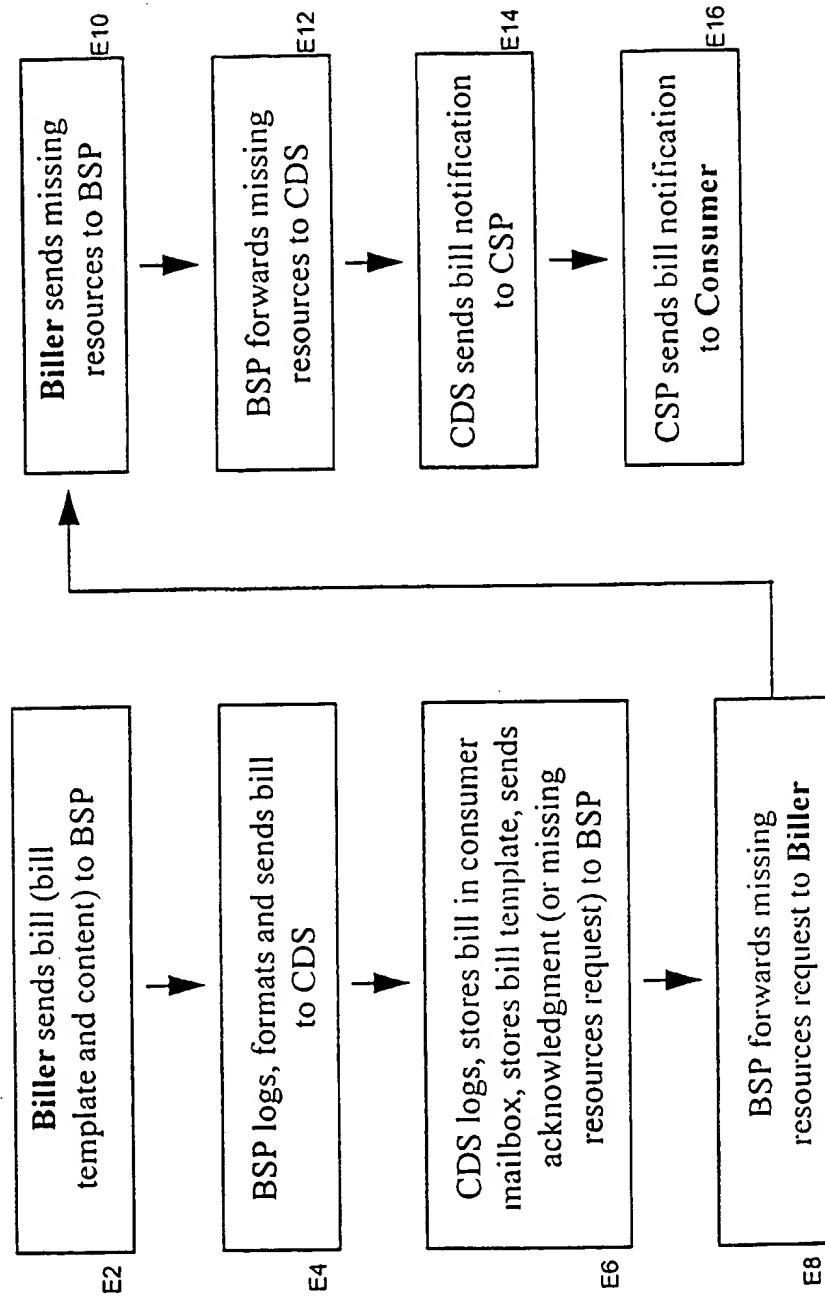 Biller sends bill (bill
template and content) to BSP
E2
BSP logs, formats and sends bill
to CDS
E4
CDS logs, stores bill in consumer
mailbox, stores bill template, sends
acknowledgment (or missing
resources request) to BSP
E6
BSP forwards missing
resources request to Biller
E8
Biller sends missing
resources to BSP
E10
BSP forwards missing
resources to CDS
E12
CDS sends bill notification
to CSP
E14
CSP sends bill notification
to Consumer
E16